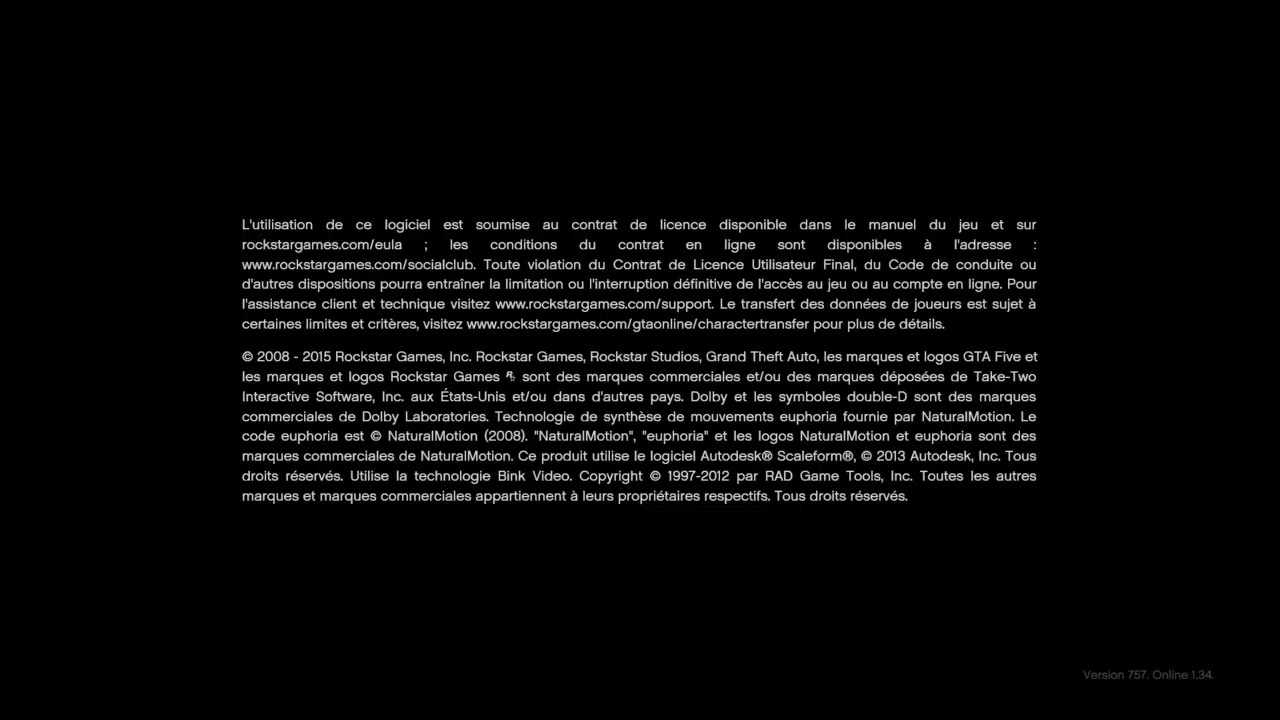 L'utilisation de ce logiciel est soumise au contrat de licence disponible dans le manuel du jeu et sur
rockstargames.com/eula ; les conditions du contrat en ligne sont disponibles à l'adresse :
www.rockstargames.com/socialclub. Toute violation du Contrat de Licence Utilisateur Final, du Code de conduite ou
d'autres dispositions pourra entraîner la limitation ou l'interruption définitive de l'accès au jeu ou au compte en ligne. Pour
l'assistance client et technique visitez www.rockstargames.com/support. Le transfert des données de joueurs est sujet à
certaines limites et critères, visitez www.rockstargames.com/gtaonline/charactertransfer pour plus de détails.
© 2008 - 2015 Rockstar Games, Inc. Rockstar Games, Rockstar Studios, Grand Theft Auto, les marques et logos GTA Five et
les marques et logos Rockstar Games R* sont des marques commerciales et/ou des marques déposées de Take-Two
Interactive Software, Inc. aux États-Unis et/ou dans d'autres pays. Dolby et les symboles double-D sont des marques
commerciales de Dolby Laboratories. Technologie de synthèse de mouvements euphoria fournie par NaturalMotion. Le
code euphoria est © NaturalMotion (2008). "NaturalMotion", "euphoria" et les logos NaturalMotion et euphoria sont des
marques commerciales de NaturalMotion. Ce produit utilise le logiciel Autodesk® Scaleform®, © 2013 Autodesk, Inc. Tous
droits réservés. Utilise la technologie Bink Video. Copyright © 1997-2012 par RAD Game Tools, Inc. Toutes les autres
marques et marques commerciales appartiennent à leurs propriétaires respectifs. Tous droits réservés.
Version 757. Online 1.34.